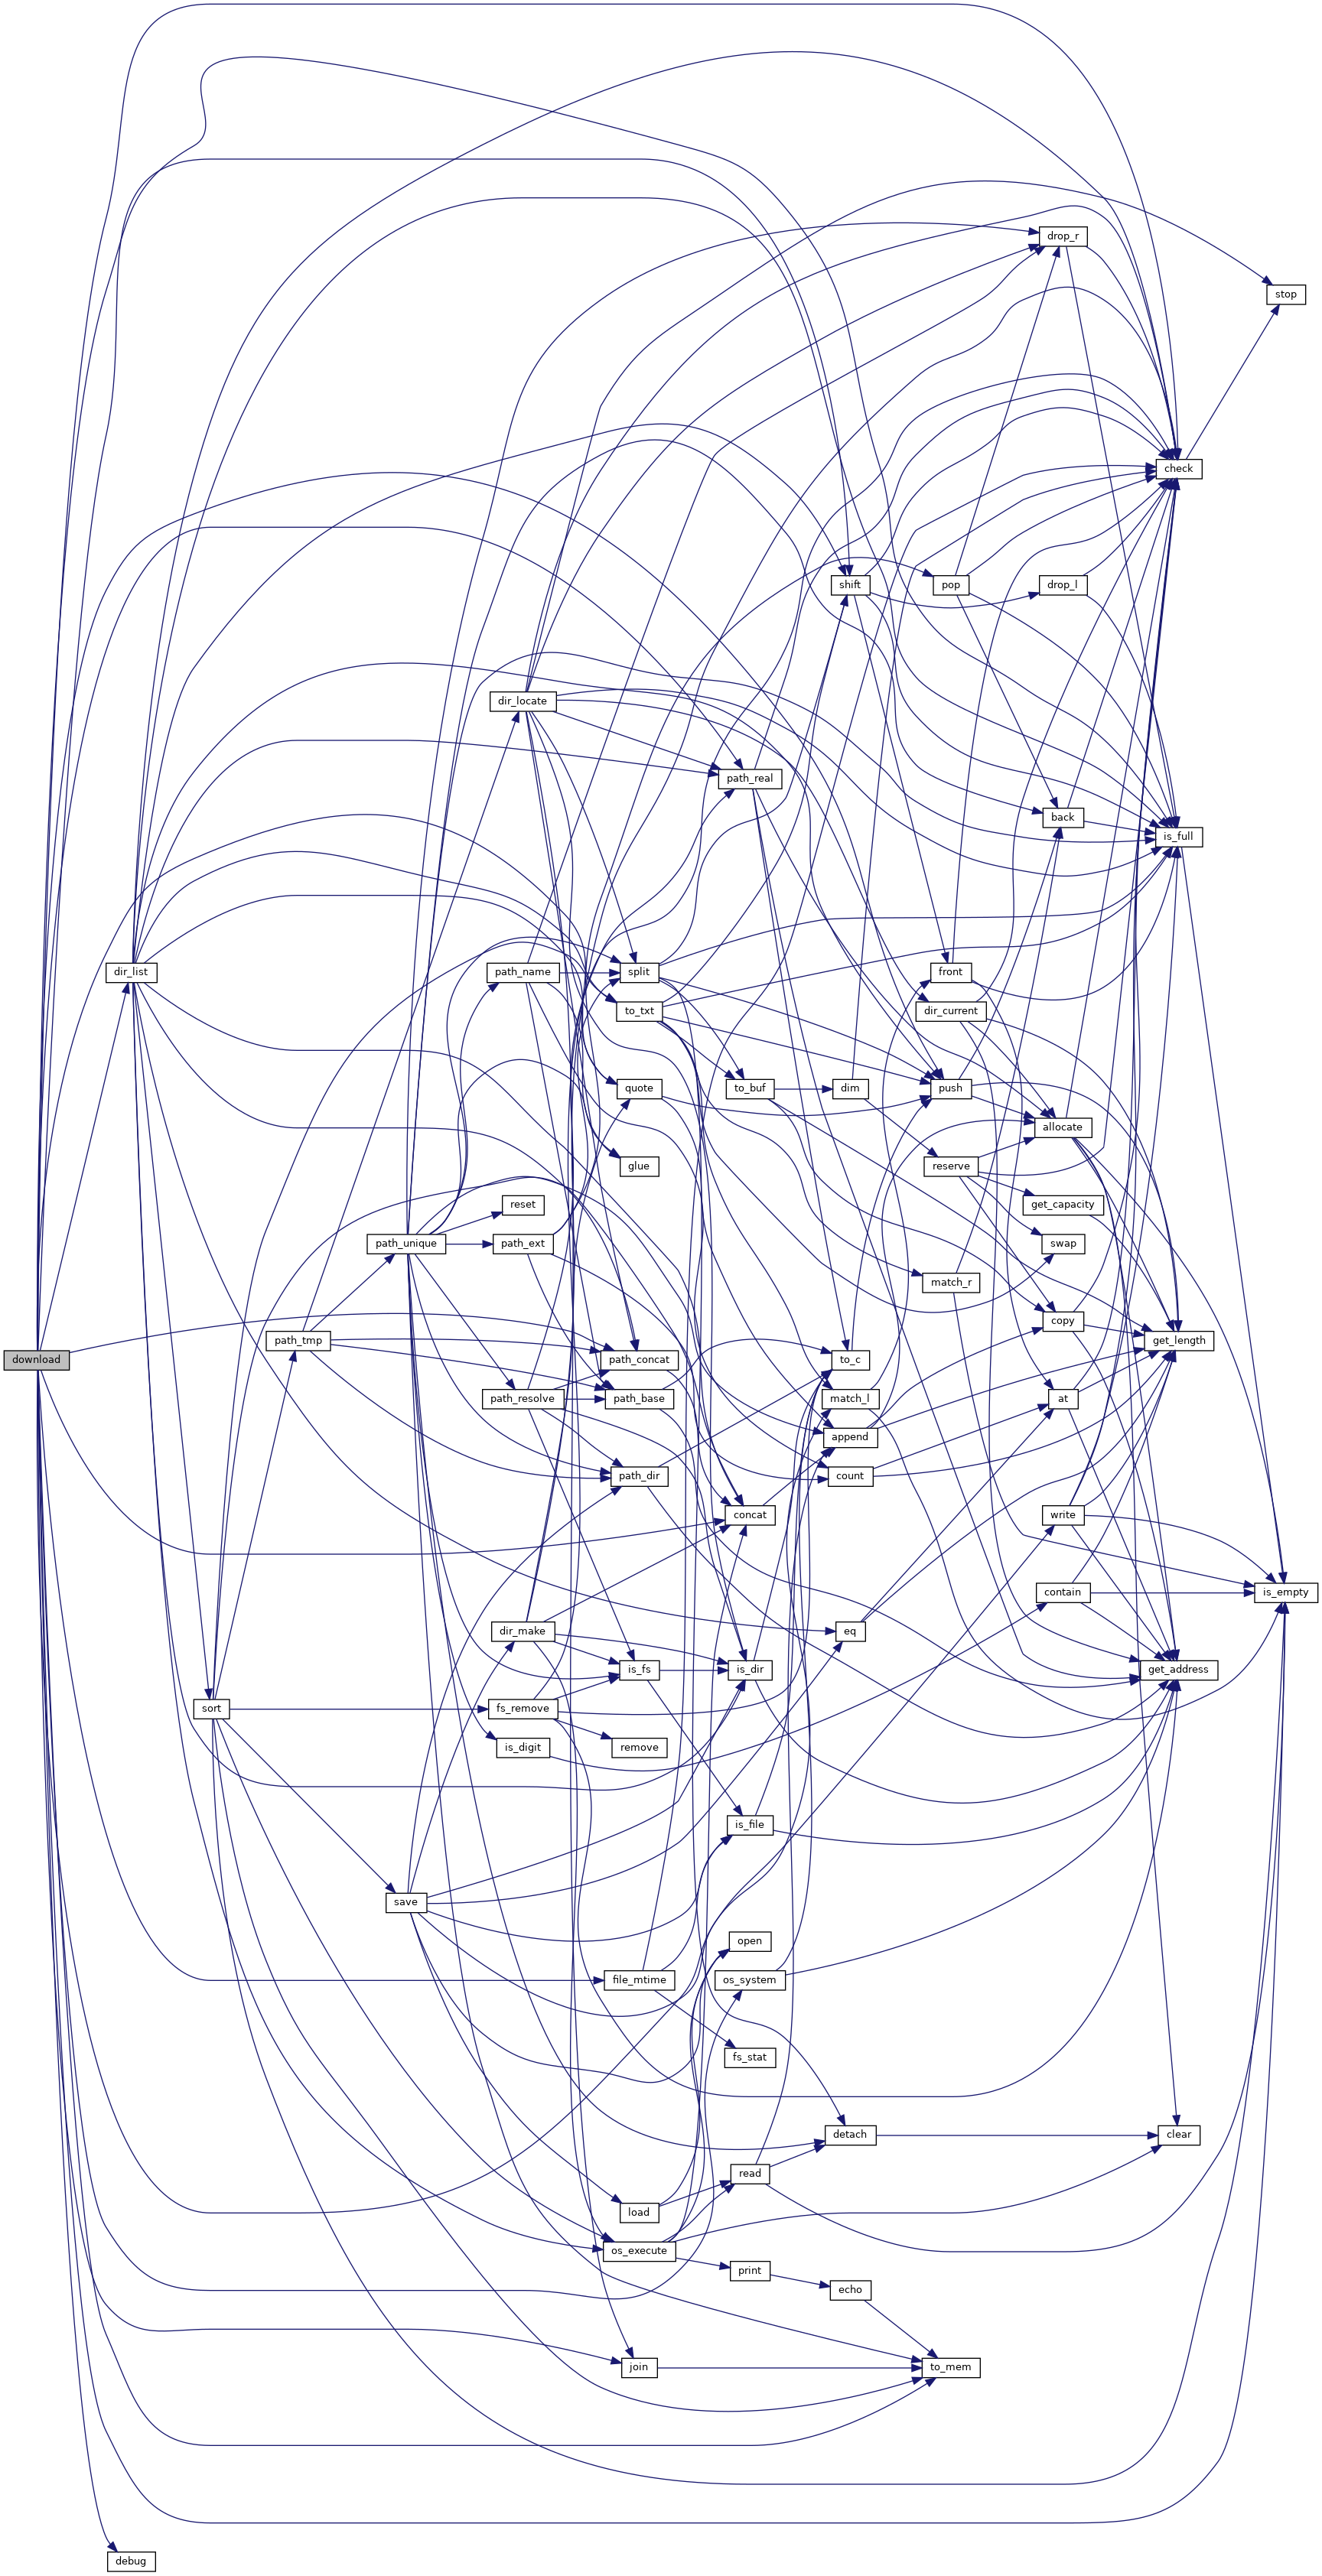 drop_r
stop
check
shift
pop
drop_l
dir_locate
path_real
back
is_full
dir_list
path_name
split
front
to_txt
dir_current
quote
to_buf
dim
push
allocate
glue
reserve
reset
get_capacity
path_unique
path_ext
swap
match_r
copy
path_tmp
get_length
download
path_concat
to_c
path_resolve
path_base
match_l
at
append
path_dir
count
concat
write
contain
is_empty
dir_make
eq
is_fs
is_dir
get_address
sort
fs_remove
is_digit
remove
is_file
save
open
file_mtime
os_system
fs_stat
detach
clear
read
load
os_execute
print
echo
join
to_mem
debug